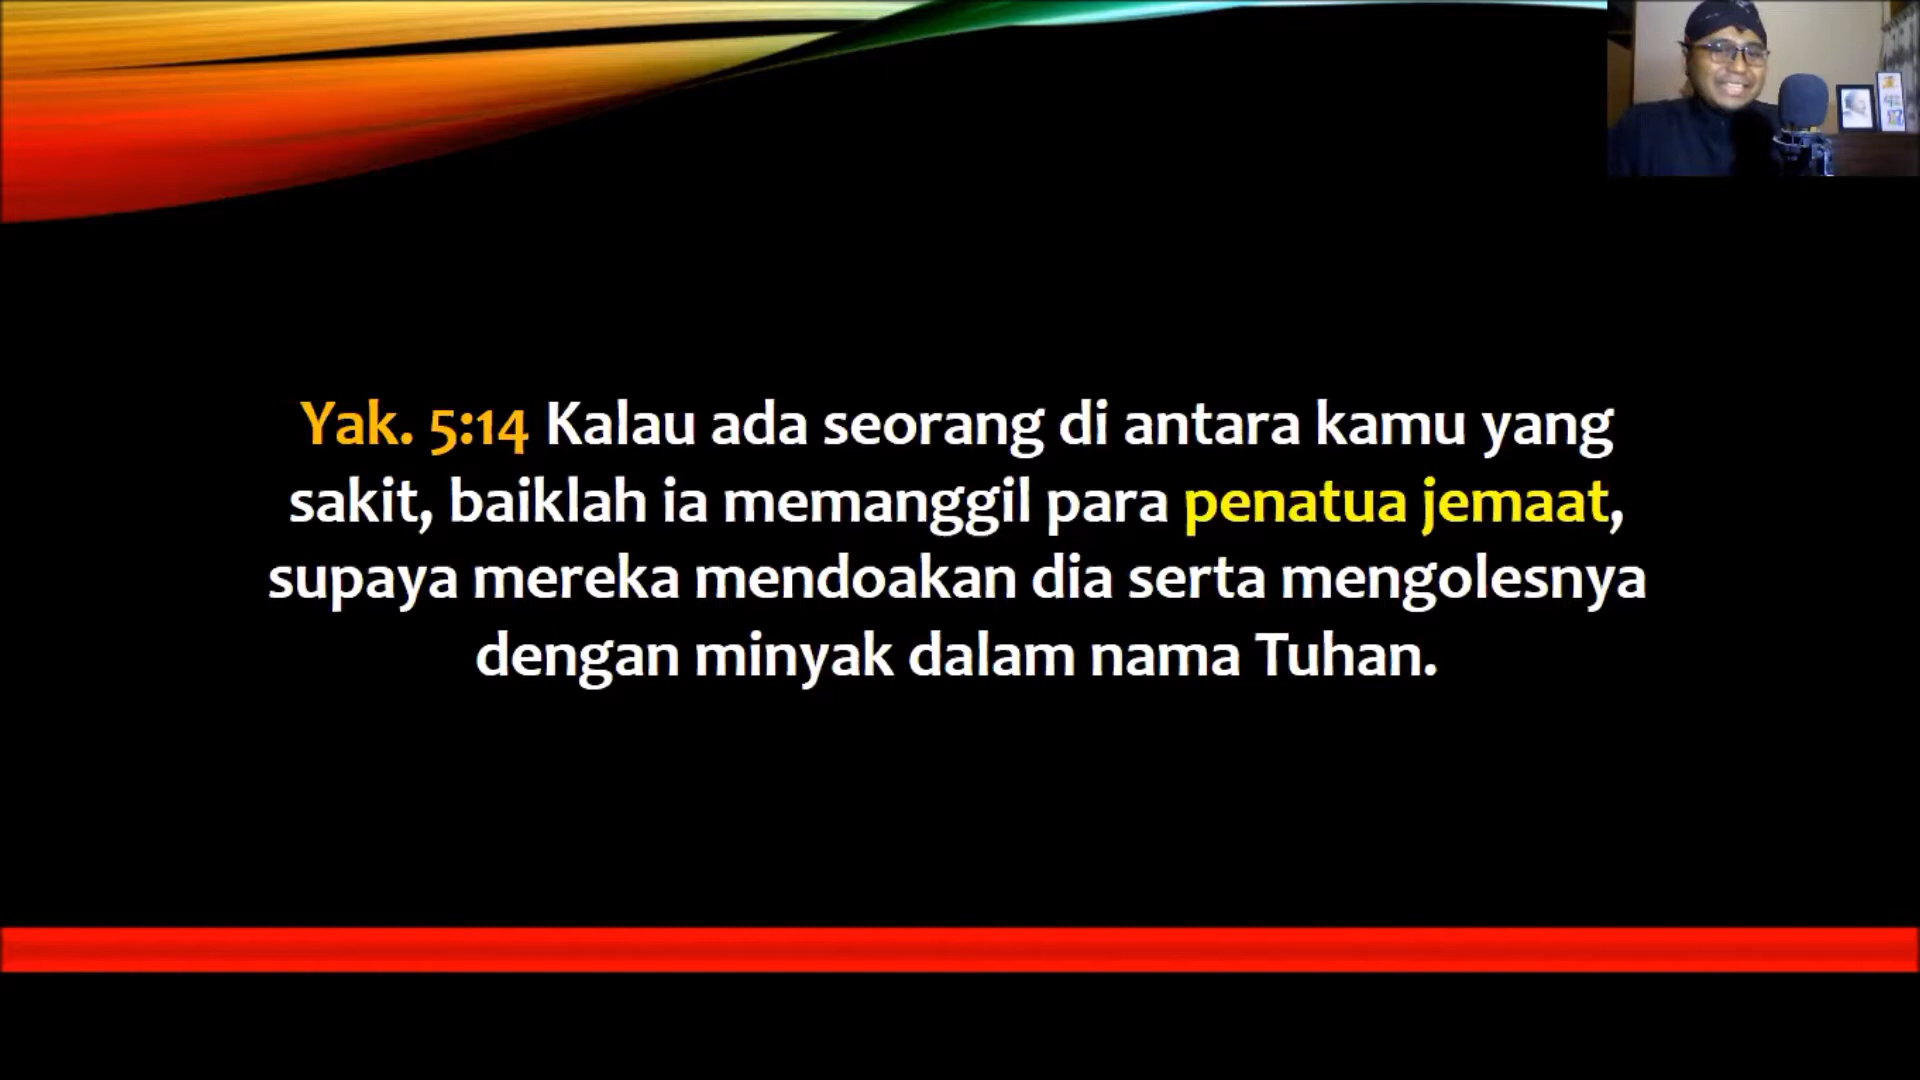 Yak. 5:14 Kalau ada seorang di antara kamu yang
sakit, baiklah ia memanggil para penatua jemaat,
supaya mereka mendoakan dia serta mengolesnya
dengan minyak dalam nama Tuhan.